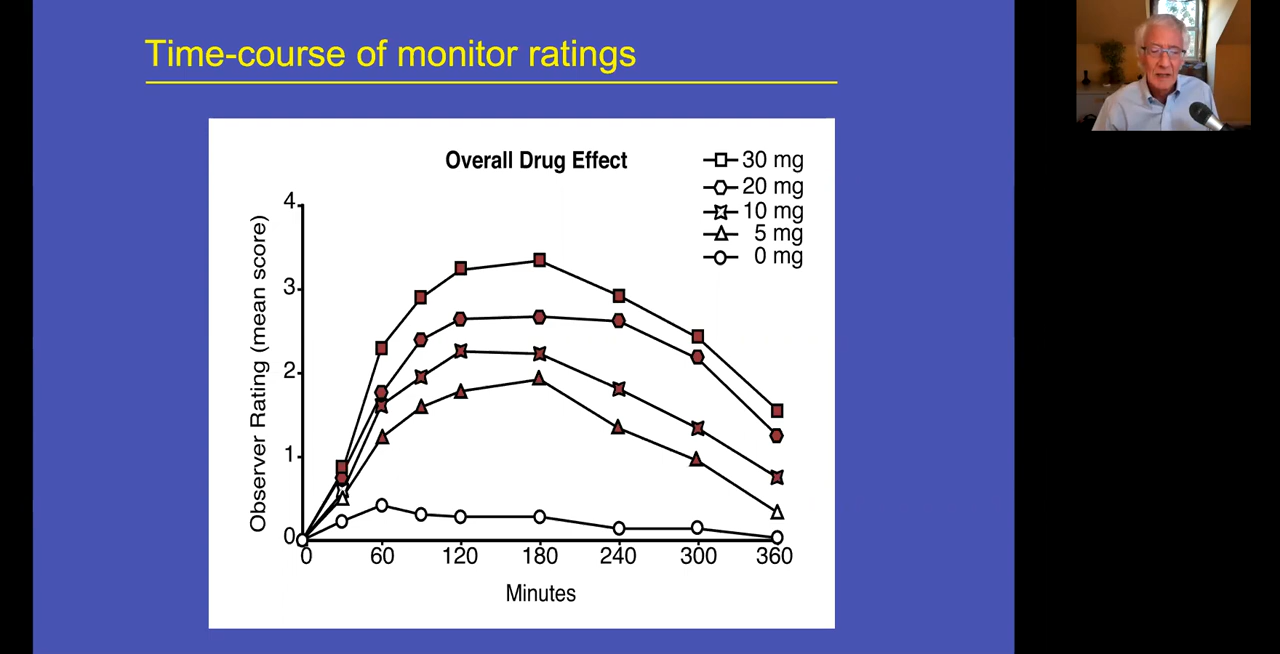 Time-course of monitor ratings
Overall Drug Effect
30 mg
20 mg
10 mg
5 mg
0 mg
Observer Rating (mean score)
4
3
2
1
0
0 60 120 180 240 300 360
Minutes